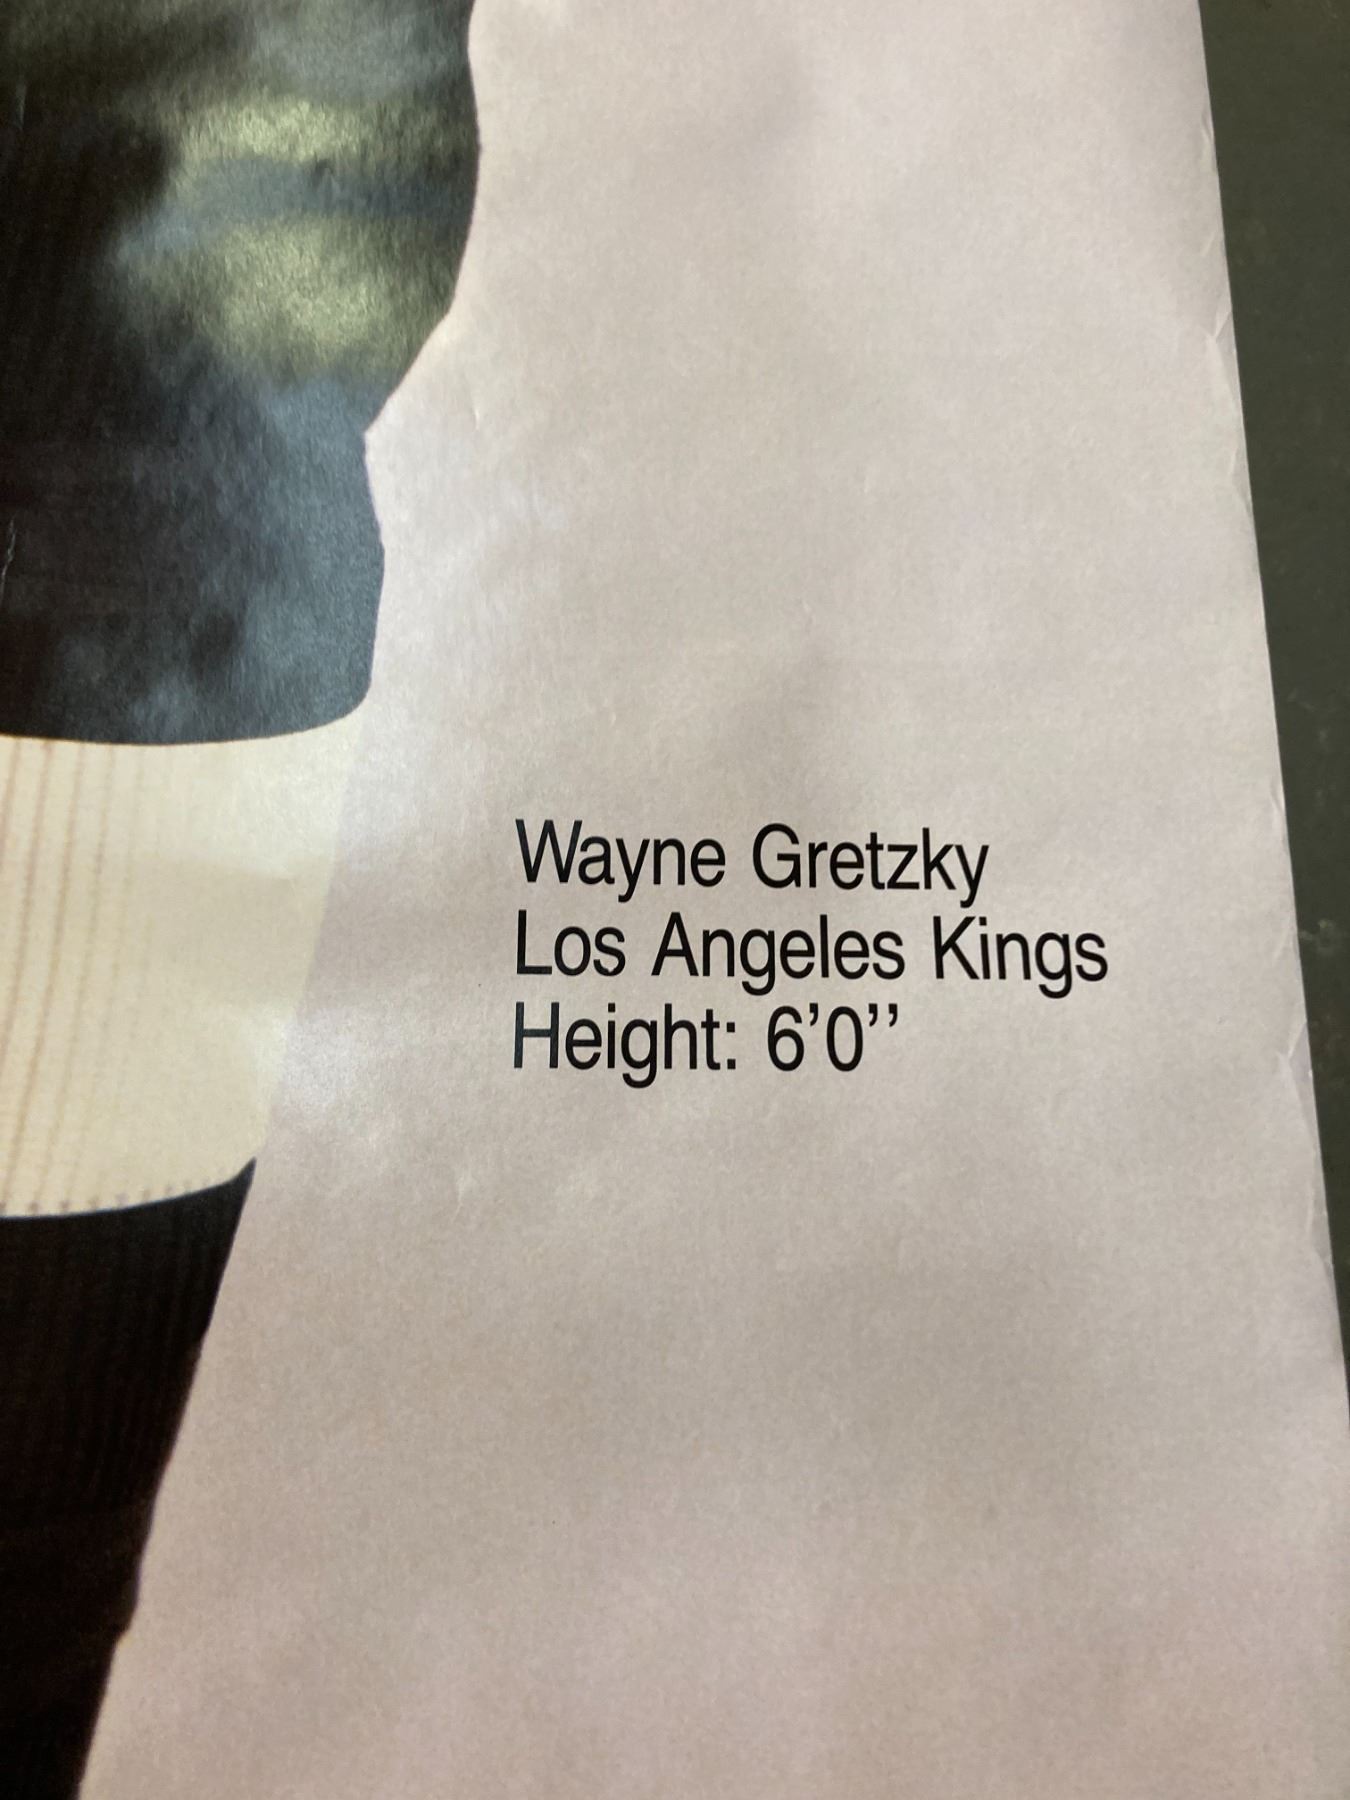 Wayne Gretzky
Los Angeles Kings
Height: 6’0’’